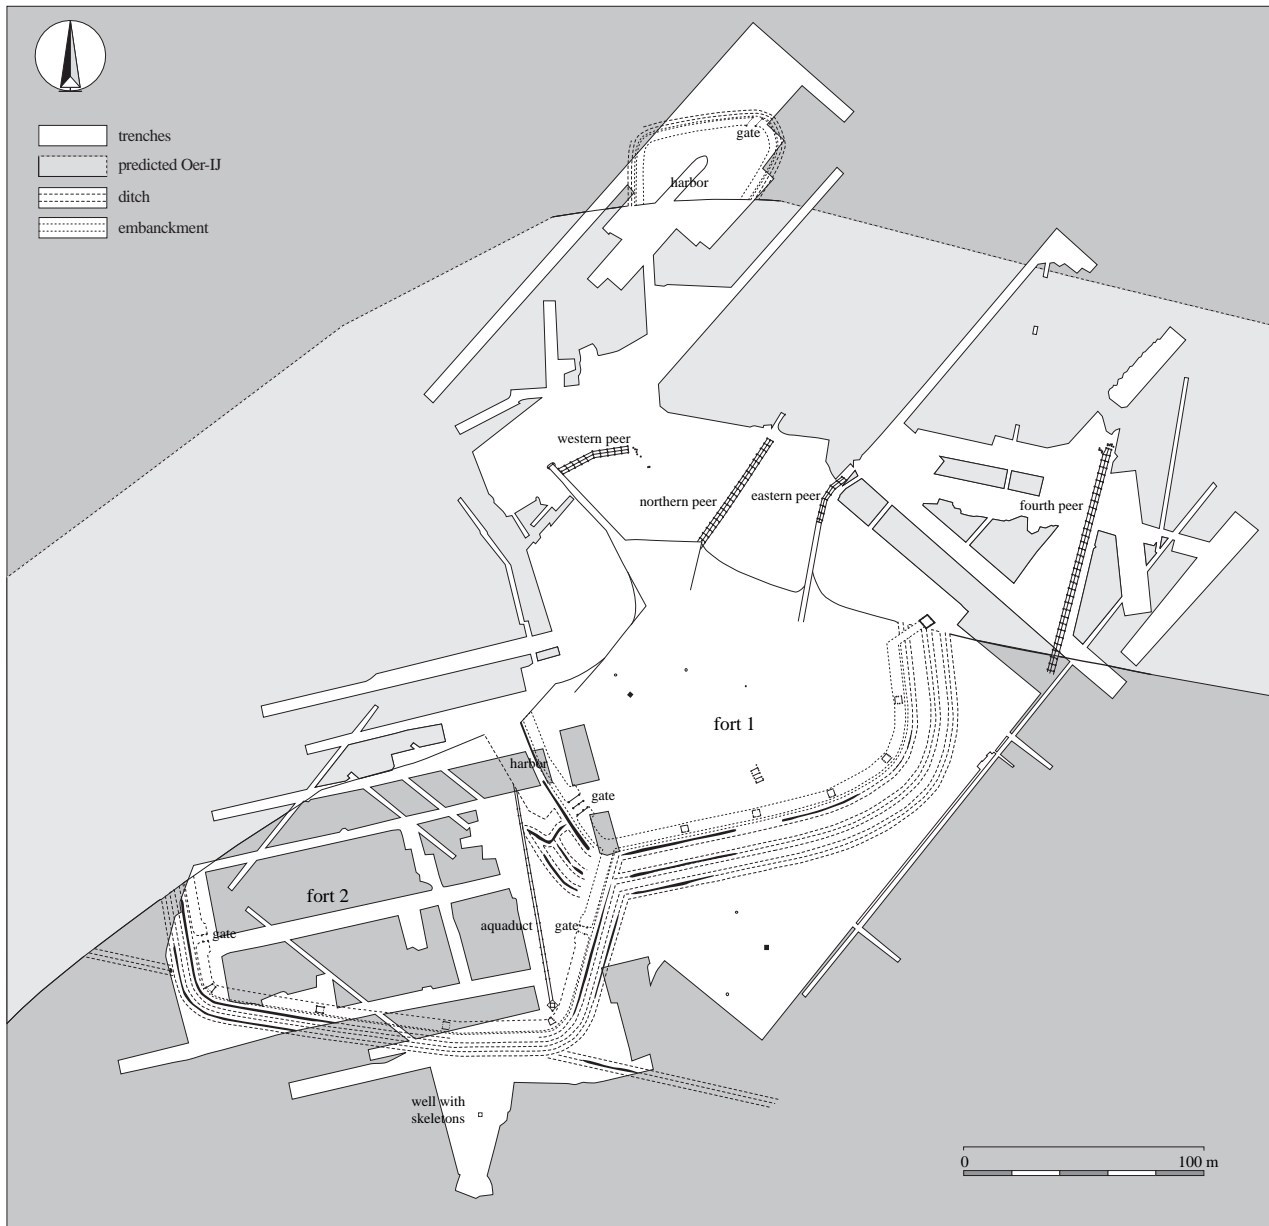 trenches
predicted Oer-IJ
ditch
embanckment
gate
harbor
western peer
northern peer
eastern peer
fourth peer
fort 1
harbor
gate
fort 2
aquaduct
gate
gate
well with
skeletons
0
100 m